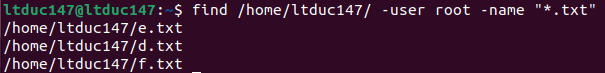 ltduc147@ltduc147:~$ find /home/ltduc147/ -user root -name "*.txt"
/home/ltduc147/e.txt
/home/ltduc147/d.txt
/home/ltduc147/f.txt